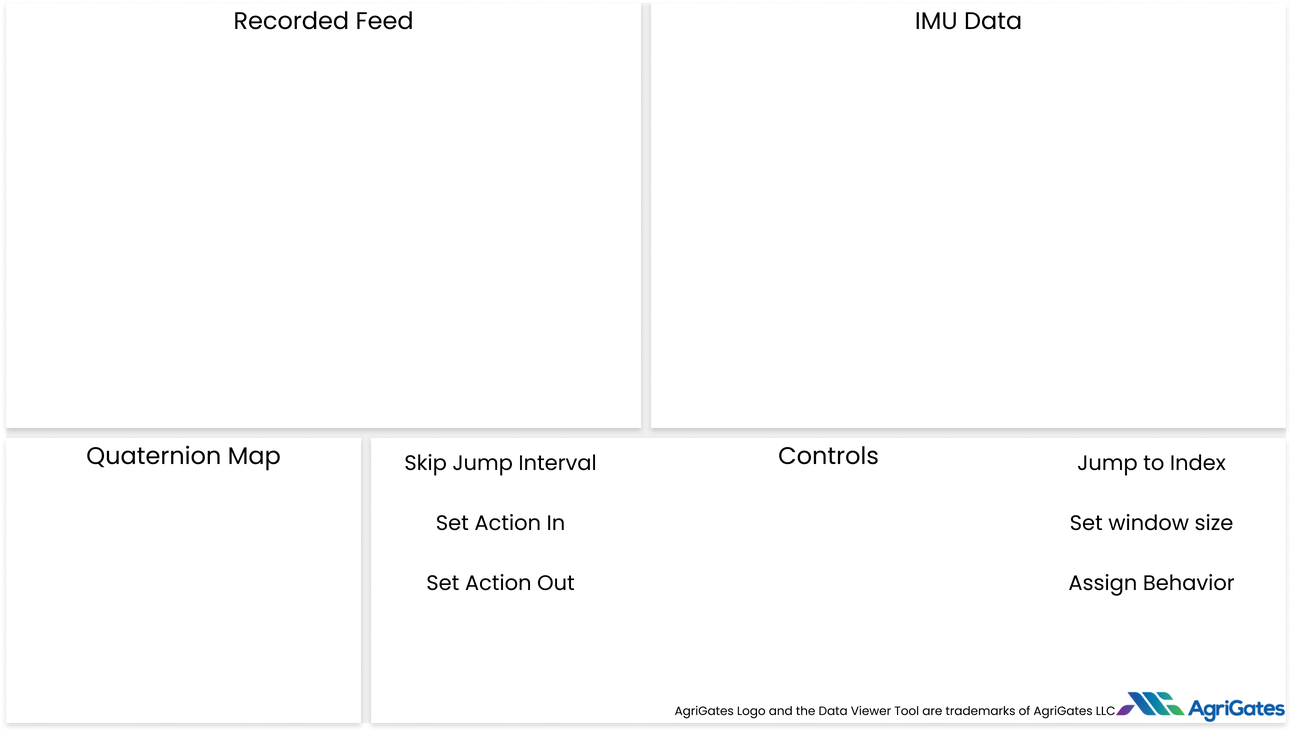 Recorded Feed
IMU Data
Quaternion Map
Skip Jump Interval
Controls
Jump to Index
Set Action In
Set window size
Set Action Out
Assign Behavior
AgriGates Logo and the Data Viewer Tool are trademarks of AgriGates LLC
AgriGates